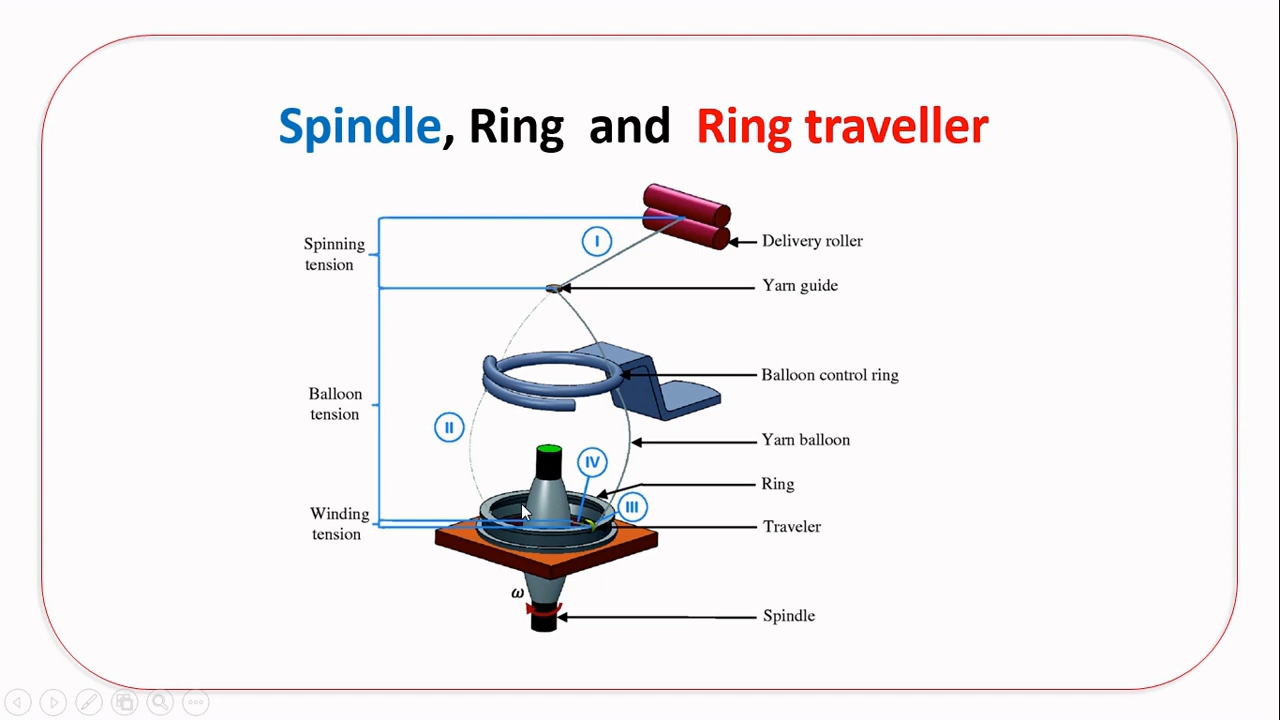 Spindle, Ring and Ring traveller
I
Delivery roller
Spinning
tension
Yarn guide
Balloon control ring
Balloon
tension
II
Yarn balloon
IV
Ring
III
Winding
tension
Traveler
ω
Spindle